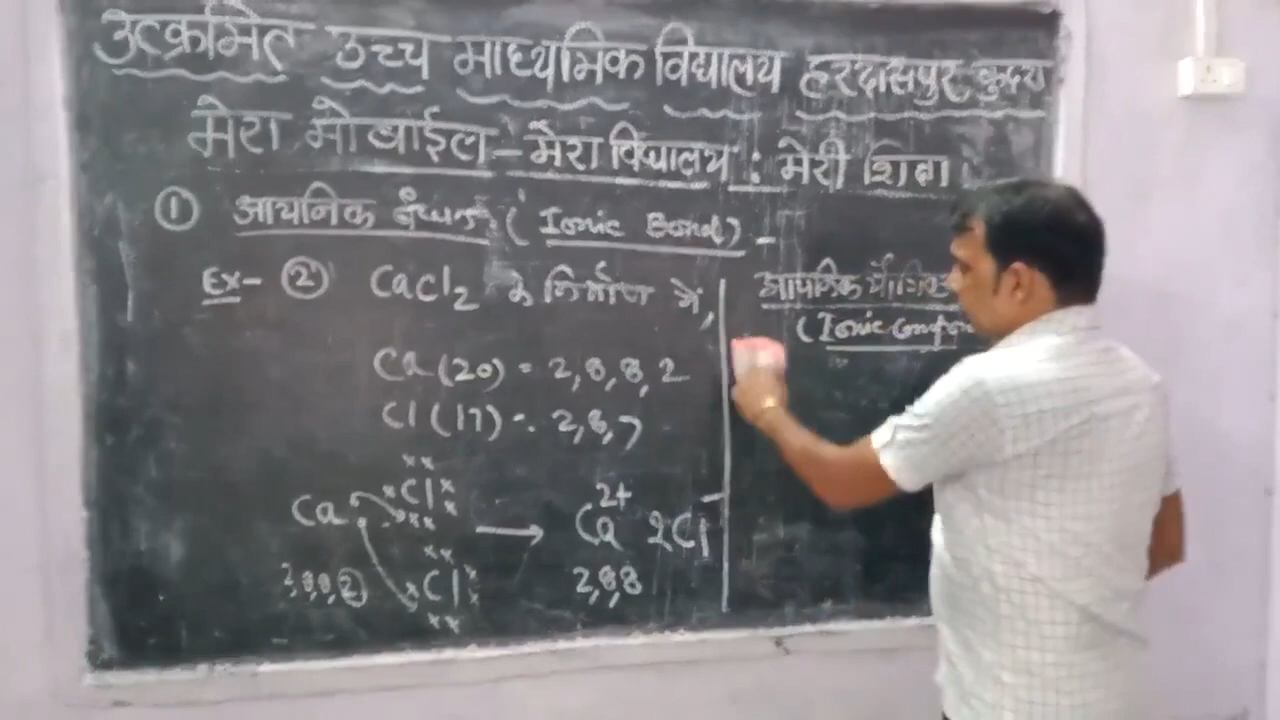 उत्क्रमित उच्च माध्यमिक विद्यालय हरदासपुर कुदरा
मेरा मोबाईल - मेरा विद्यालय : मेरी शिक्षा
① आयनिक बंधन ( Ionic Bond) -
Ex- ② CaCl2 के निर्माण में,
Ca (20) = 2, 8, 8, 2
Cl (17) = 2, 8, 7
Ca Cl → Ca2+ 2Cl-
2,8,8,2 Cl 2,8,8
आयनिक
(Ionic